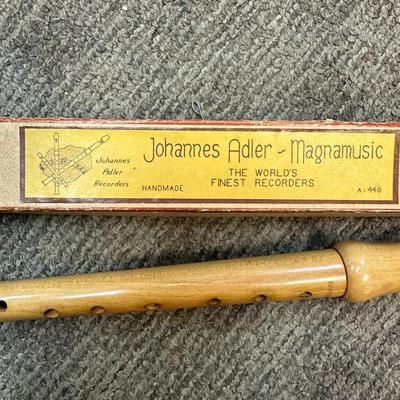 Johannes
Adler
Recorders
Johannes Adler - Magnamusic
THE WORLD'S
FINEST RECORDERS
HANDMADE
A:440